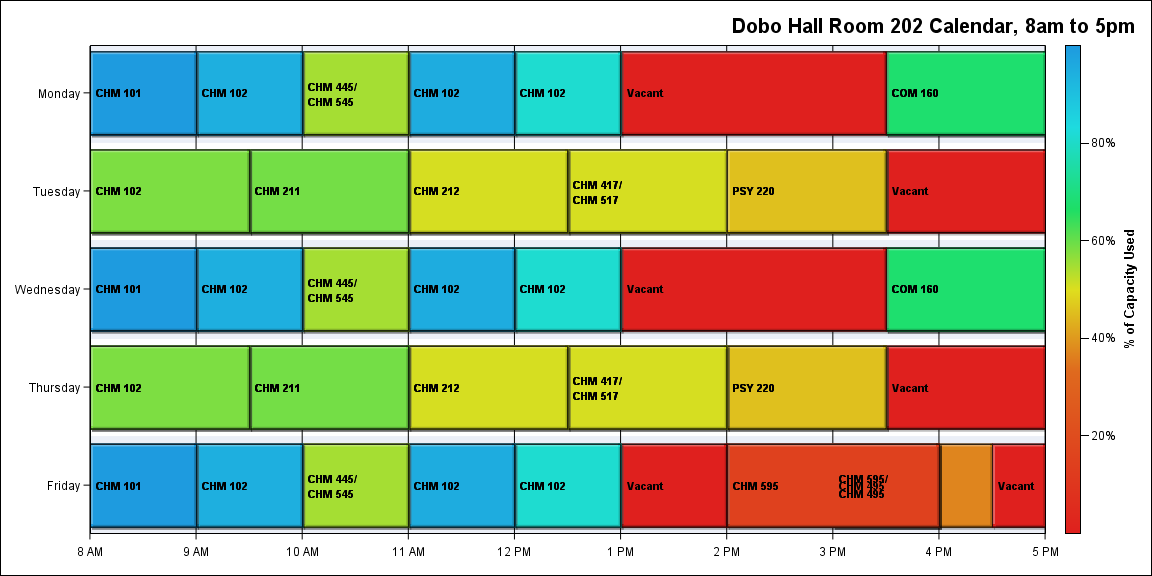 Dobo Hall Room 202 Calendar, 8am to 5pm
Monday
CHM 101
CHM 102
CHM 445/
CHM 545
CHM 102
CHM 102
Vacant
COM 160
Tuesday
CHM 102
CHM 211
CHM 212
CHM 417/
CHM 517
PSY 220
Vacant
Wednesday
CHM 101
CHM 102
CHM 445/
CHM 545
CHM 102
CHM 102
Vacant
COM 160
Thursday
CHM 102
CHM 211
CHM 212
CHM 417/
CHM 517
PSY 220
Vacant
Friday
CHM 101
CHM 102
CHM 445/
CHM 545
CHM 102
CHM 102
Vacant
CHM 595
CHM 595/
CHM 495
CHM 495
Vacant
8 AM
9 AM
10 AM
11 AM
12 PM
1 PM
2 PM
3 PM
4 PM
5 PM
80%
60%
40%
20%
% of Capacity Used